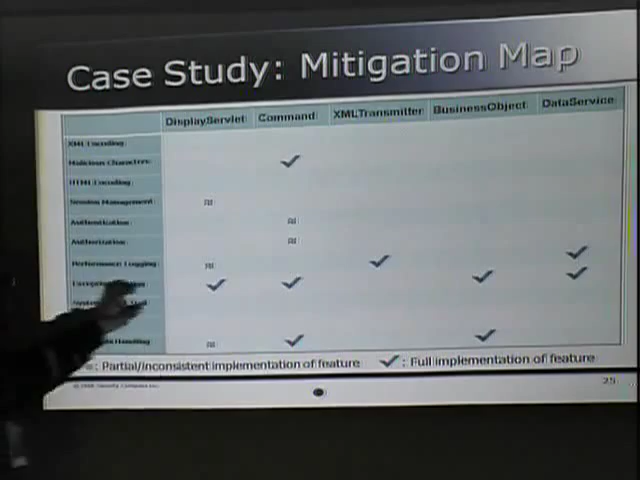 Case Study: Mitigation Map
DisplayServlet Command XMLTransmitter BusinessObject DataService
XML Encoding
Malicious Characters
HTML Encoding
Session Management
Authentication
Authorization
Performance Logging
Handling
: Partial/inconsistent implementation of feature ✓: Full implementation of feature
25